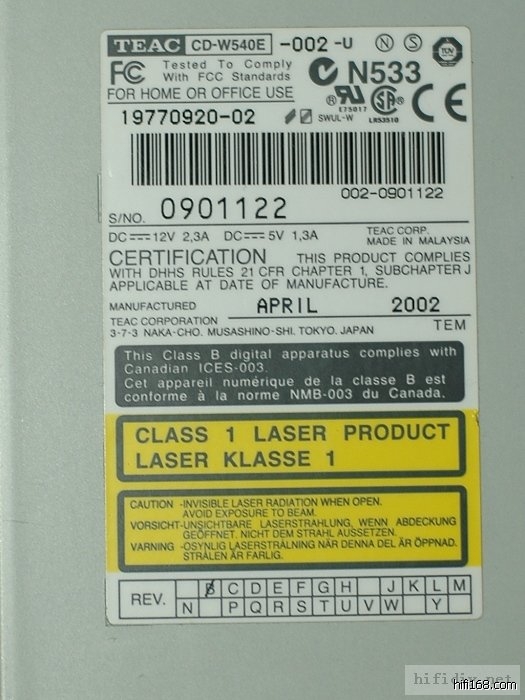 TEAC CD-W540E -002 -U N S
FC Tested To Comply
With FCC Standards
N533
FOR HOME OR OFFICE USE
E75017
SWUL-W LR53510
19770920-02
002-0901122
S/NO. 0901122
DC 12V 2,3A DC 5V 1,3A
TEAC CORP.
MADE IN MALAYSIA
CERTIFICATION THIS PRODUCT COMPLIES
WITH DHHS RULES 21 CFR CHAPTER 1, SUBCHAPTER J
APPLICABLE AT DATE OF MANUFACTURE.
MANUFACTURED APRIL 2002
TEAC CORPORATION TEM
3-7-3 NAKA-CHO. MUSASHINO-SHI. TOKYO. JAPAN
This Class B digital apparatus complies with
Canadian ICES-003.
Cet appareil numérique de la classe B est
conforme à la norme NMB-003 du Canada.
CLASS 1 LASER PRODUCT
LASER KLASSE 1
CAUTION -INVISIBLE LASER RADIATION WHEN OPEN.
AVOID EXPOSURE TO BEAM.
VORSICHT-UNSICHTBARE LASERSTRAHLUNG, WENN ABDECKUNG
GEÖFFNET. NICHT DEM STRAHL AUSSETZEN.
VARNING -OSYNLIG LASERSTRÅLNING NÄR DENNA DEL ÄR ÖPPNAD.
STRÅLEN ÄR FARLIG.
REV. B C D E F G H J K L M
N P Q R S T U V W Y
hifidiy.net
hifi168.com